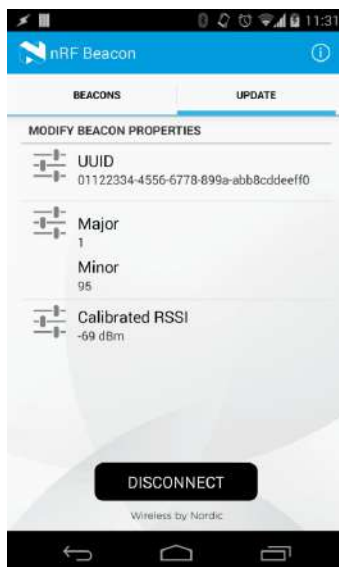 11:31
nRF Beacon
BEACONS UPDATE
MODIFY BEACON PROPERTIES
UUID
01122334-4556-6778-899a-abb8cddeeff0
Major
1
Minor
95
Calibrated RSSI
-69 dBm
DISCONNECT
Wireless by Nordic